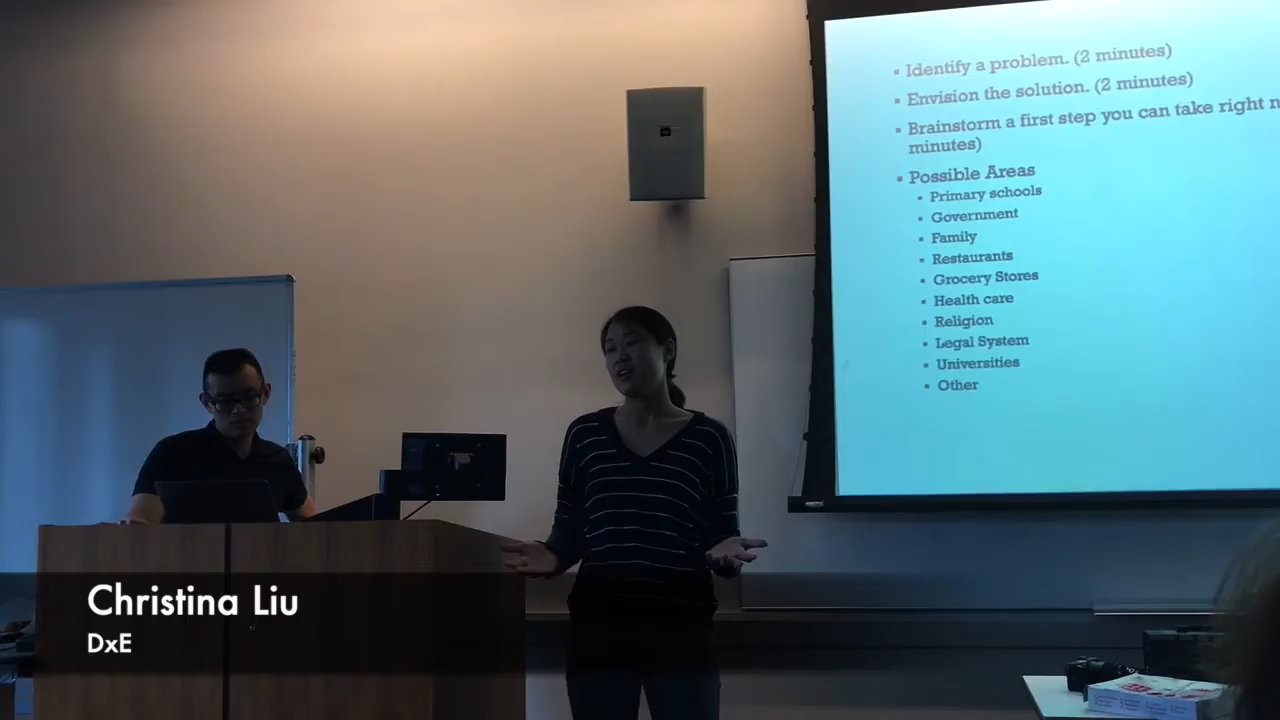 ▪ Identify a problem. (2 minutes)
▪ Envision the solution. (2 minutes)
▪ Brainstorm a first step you can take right
minutes)
▪ Possible Areas
▪ Primary schools
▪ Government
▪ Family
▪ Restaurants
▪ Grocery Stores
▪ Health care
▪ Religion
▪ Legal System
▪ Universities
▪ Other
Christina Liu
DxE